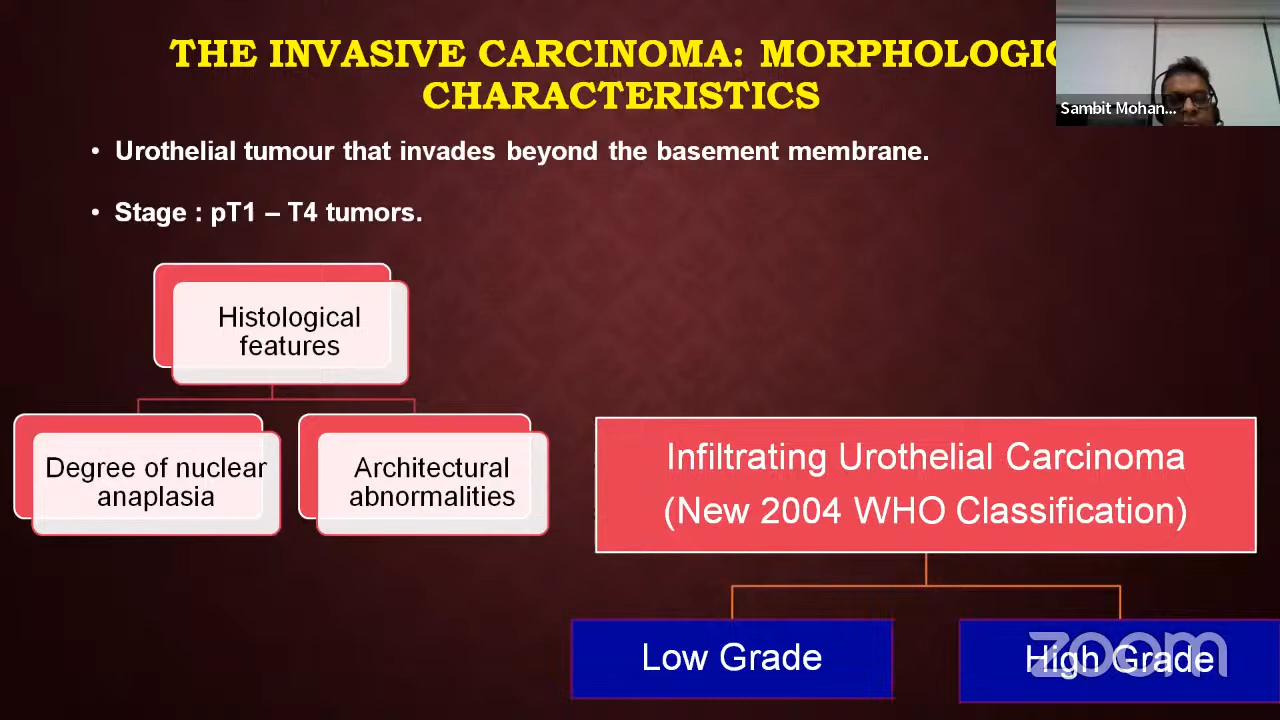 THE INVASIVE CARCINOMA: MORPHOLOGIC
CHARACTERISTICS
Sambit Mohan...
• Urothelial tumour that invades beyond the basement membrane.
• Stage : pT1 – T4 tumors.
Histological
features
Degree of nuclear
anaplasia
Architectural
abnormalities
Infiltrating Urothelial Carcinoma
(New 2004 WHO Classification)
Low Grade
High Grade
zoom